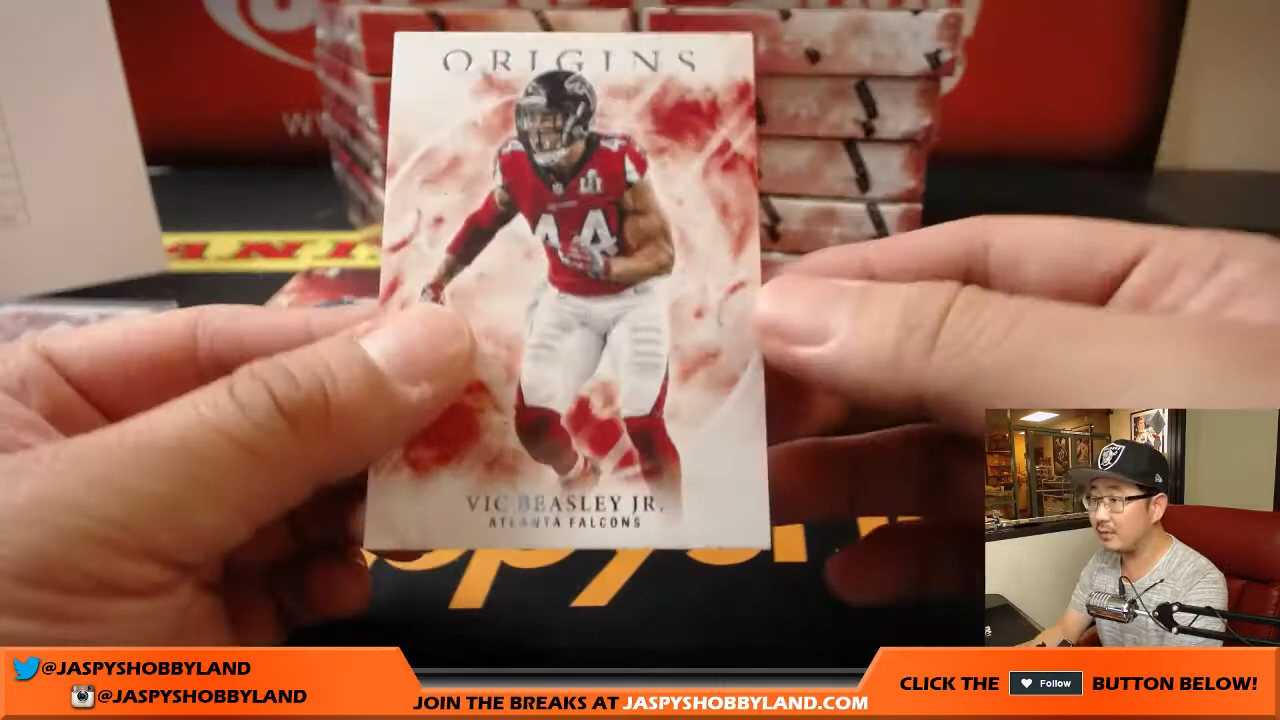 ORIGINS
44
VIC BEASLEY JR.
ATLANTA FALCONS
@JASPYSHOBBYLAND
@JASPYSHOBBYLAND
JOIN THE BREAKS AT JASPYSHOBBYLAND.COM
CLICK THE Follow BUTTON BELOW!